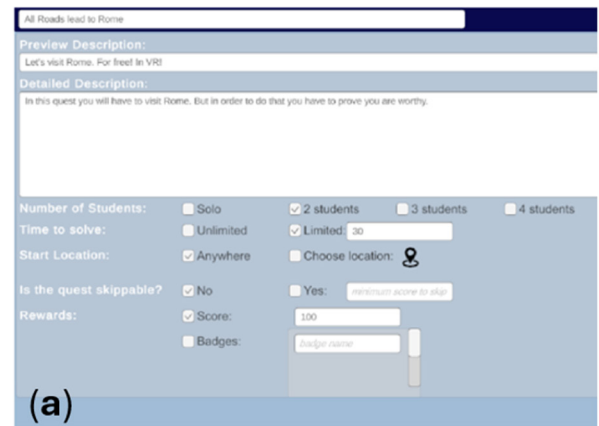 All Roads lead to Rome
Preview Description:
Let's visit Rome. For free! In VR!
Detailed Description:
In this quest you will have to visit Rome. But in order to do that you have to prove you are worthy.
Number of Students: Solo 2 students 3 students 4 students
Time to solve: Unlimited Limited: 30
Start Location: Anywhere Choose location:
Is the quest skippable? No Yes: minimum score to skip
Rewards: Score: 100
Badges: badge name
(a)